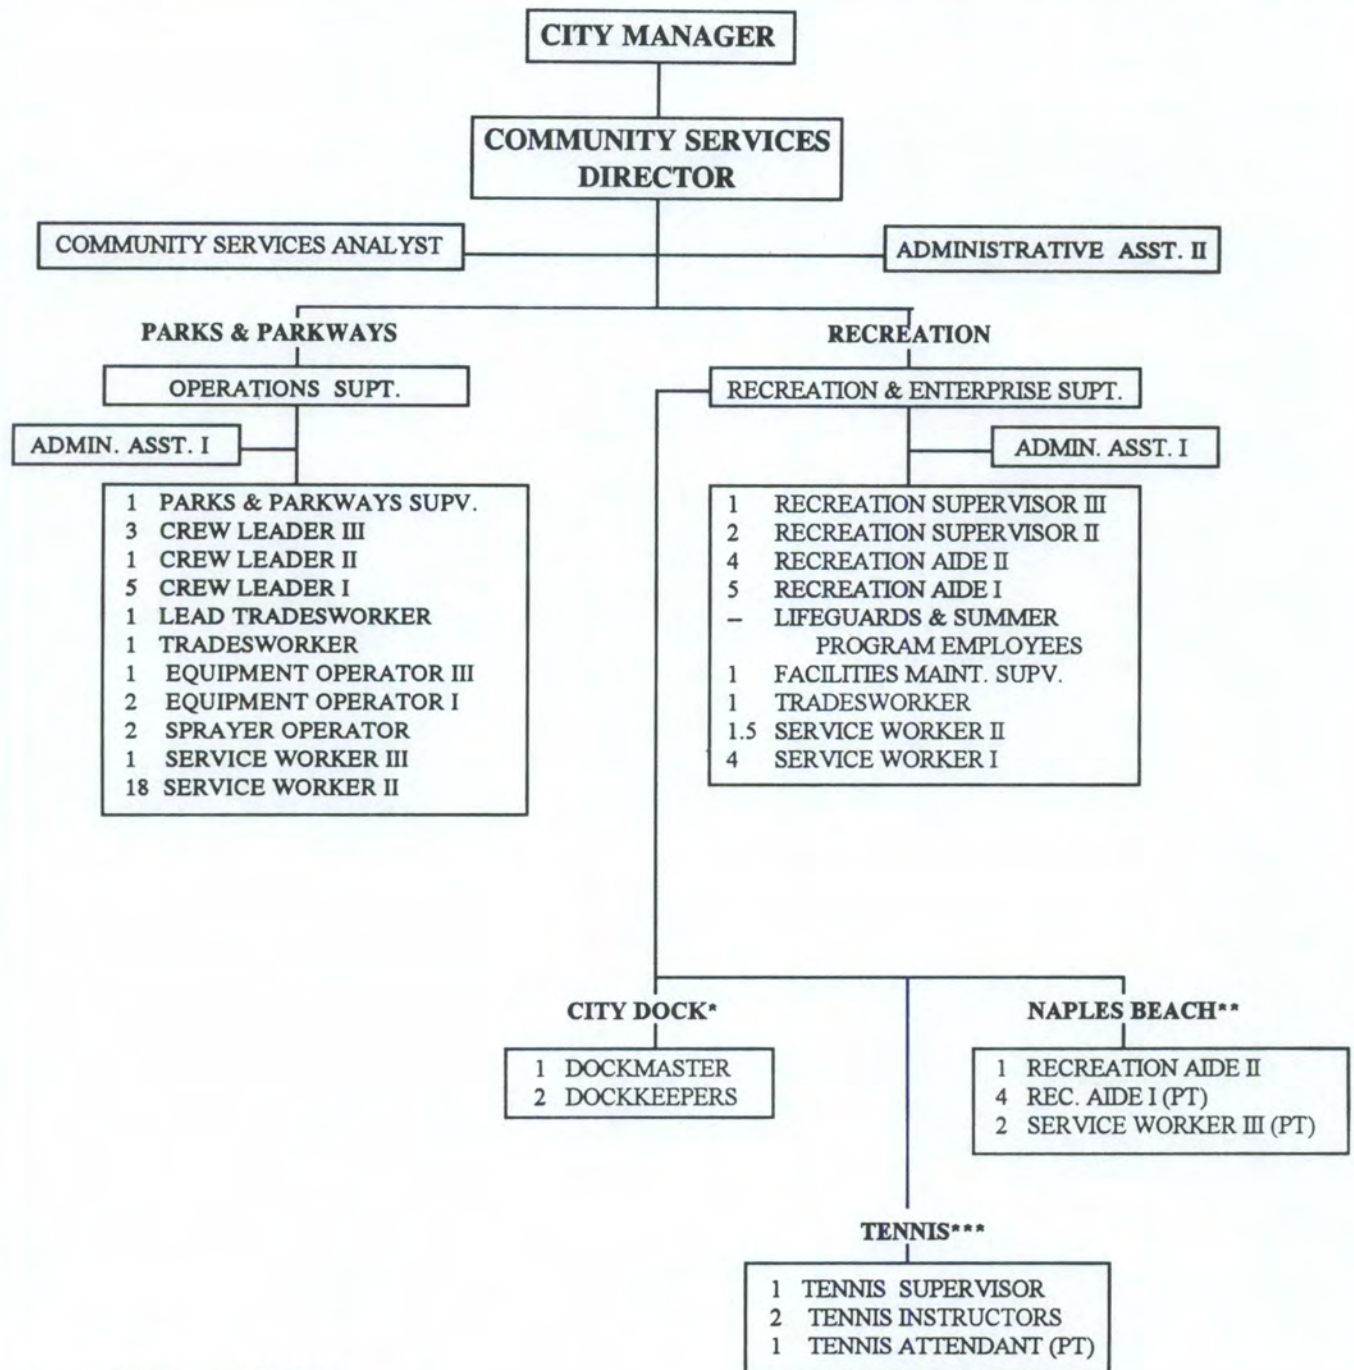 CITY MANAGER
COMMUNITY SERVICES
DIRECTOR
COMMUNITY SERVICES ANALYST
ADMINISTRATIVE ASST. II
PARKS & PARKWAYS
RECREATION
OPERATIONS SUPT.
RECREATION & ENTERPRISE SUPT.
ADMIN. ASST. I
ADMIN. ASST. I
1 PARKS & PARKWAYS SUPV.
3 CREW LEADER III
1 CREW LEADER II
5 CREW LEADER I
1 LEAD TRADESWORKER
1 TRADESWORKER
1 EQUIPMENT OPERATOR III
2 EQUIPMENT OPERATOR I
2 SPRAYER OPERATOR
1 SERVICE WORKER III
18 SERVICE WORKER II
1 RECREATION SUPERVISOR III
2 RECREATION SUPERVISOR II
4 RECREATION AIDE II
5 RECREATION AIDE I
– LIFEGUARDS & SUMMER
PROGRAM EMPLOYEES
1 FACILITIES MAINT. SUPV.
1 TRADESWORKER
1.5 SERVICE WORKER II
4 SERVICE WORKER I
CITY DOCK*
1 DOCKMASTER
2 DOCKKEEPERS
NAPLES BEACH**
1 RECREATION AIDE II
4 REC. AIDE I (PT)
2 SERVICE WORKER III (PT)
TENNIS***
1 TENNIS SUPERVISOR
2 TENNIS INSTRUCTORS
1 TENNIS ATTENDANT (PT)